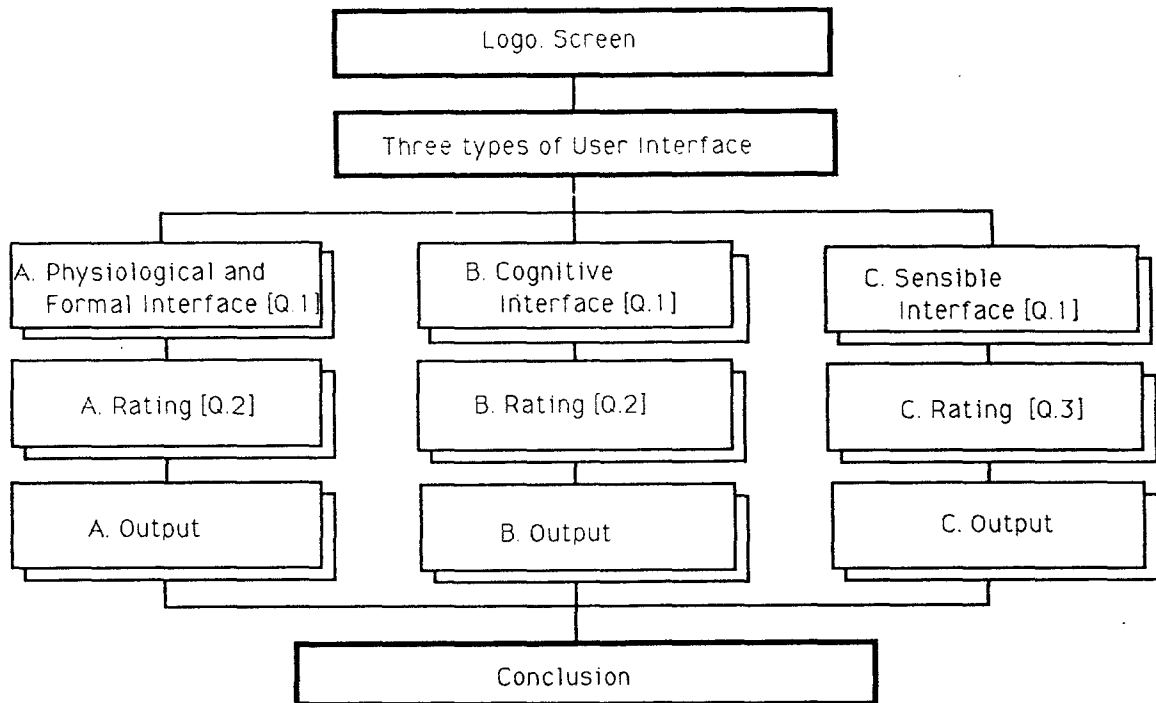 Logo. Screen
Three types of User Interface
A. Physiological and
Formal Interface [Q.1]
B. Cognitive
Interface [Q.1]
C. Sensible
Interface [Q.1]
A. Rating [Q.2]
B. Rating [Q.2]
C. Rating [Q.3]
A. Output
B. Output
C. Output
Conclusion